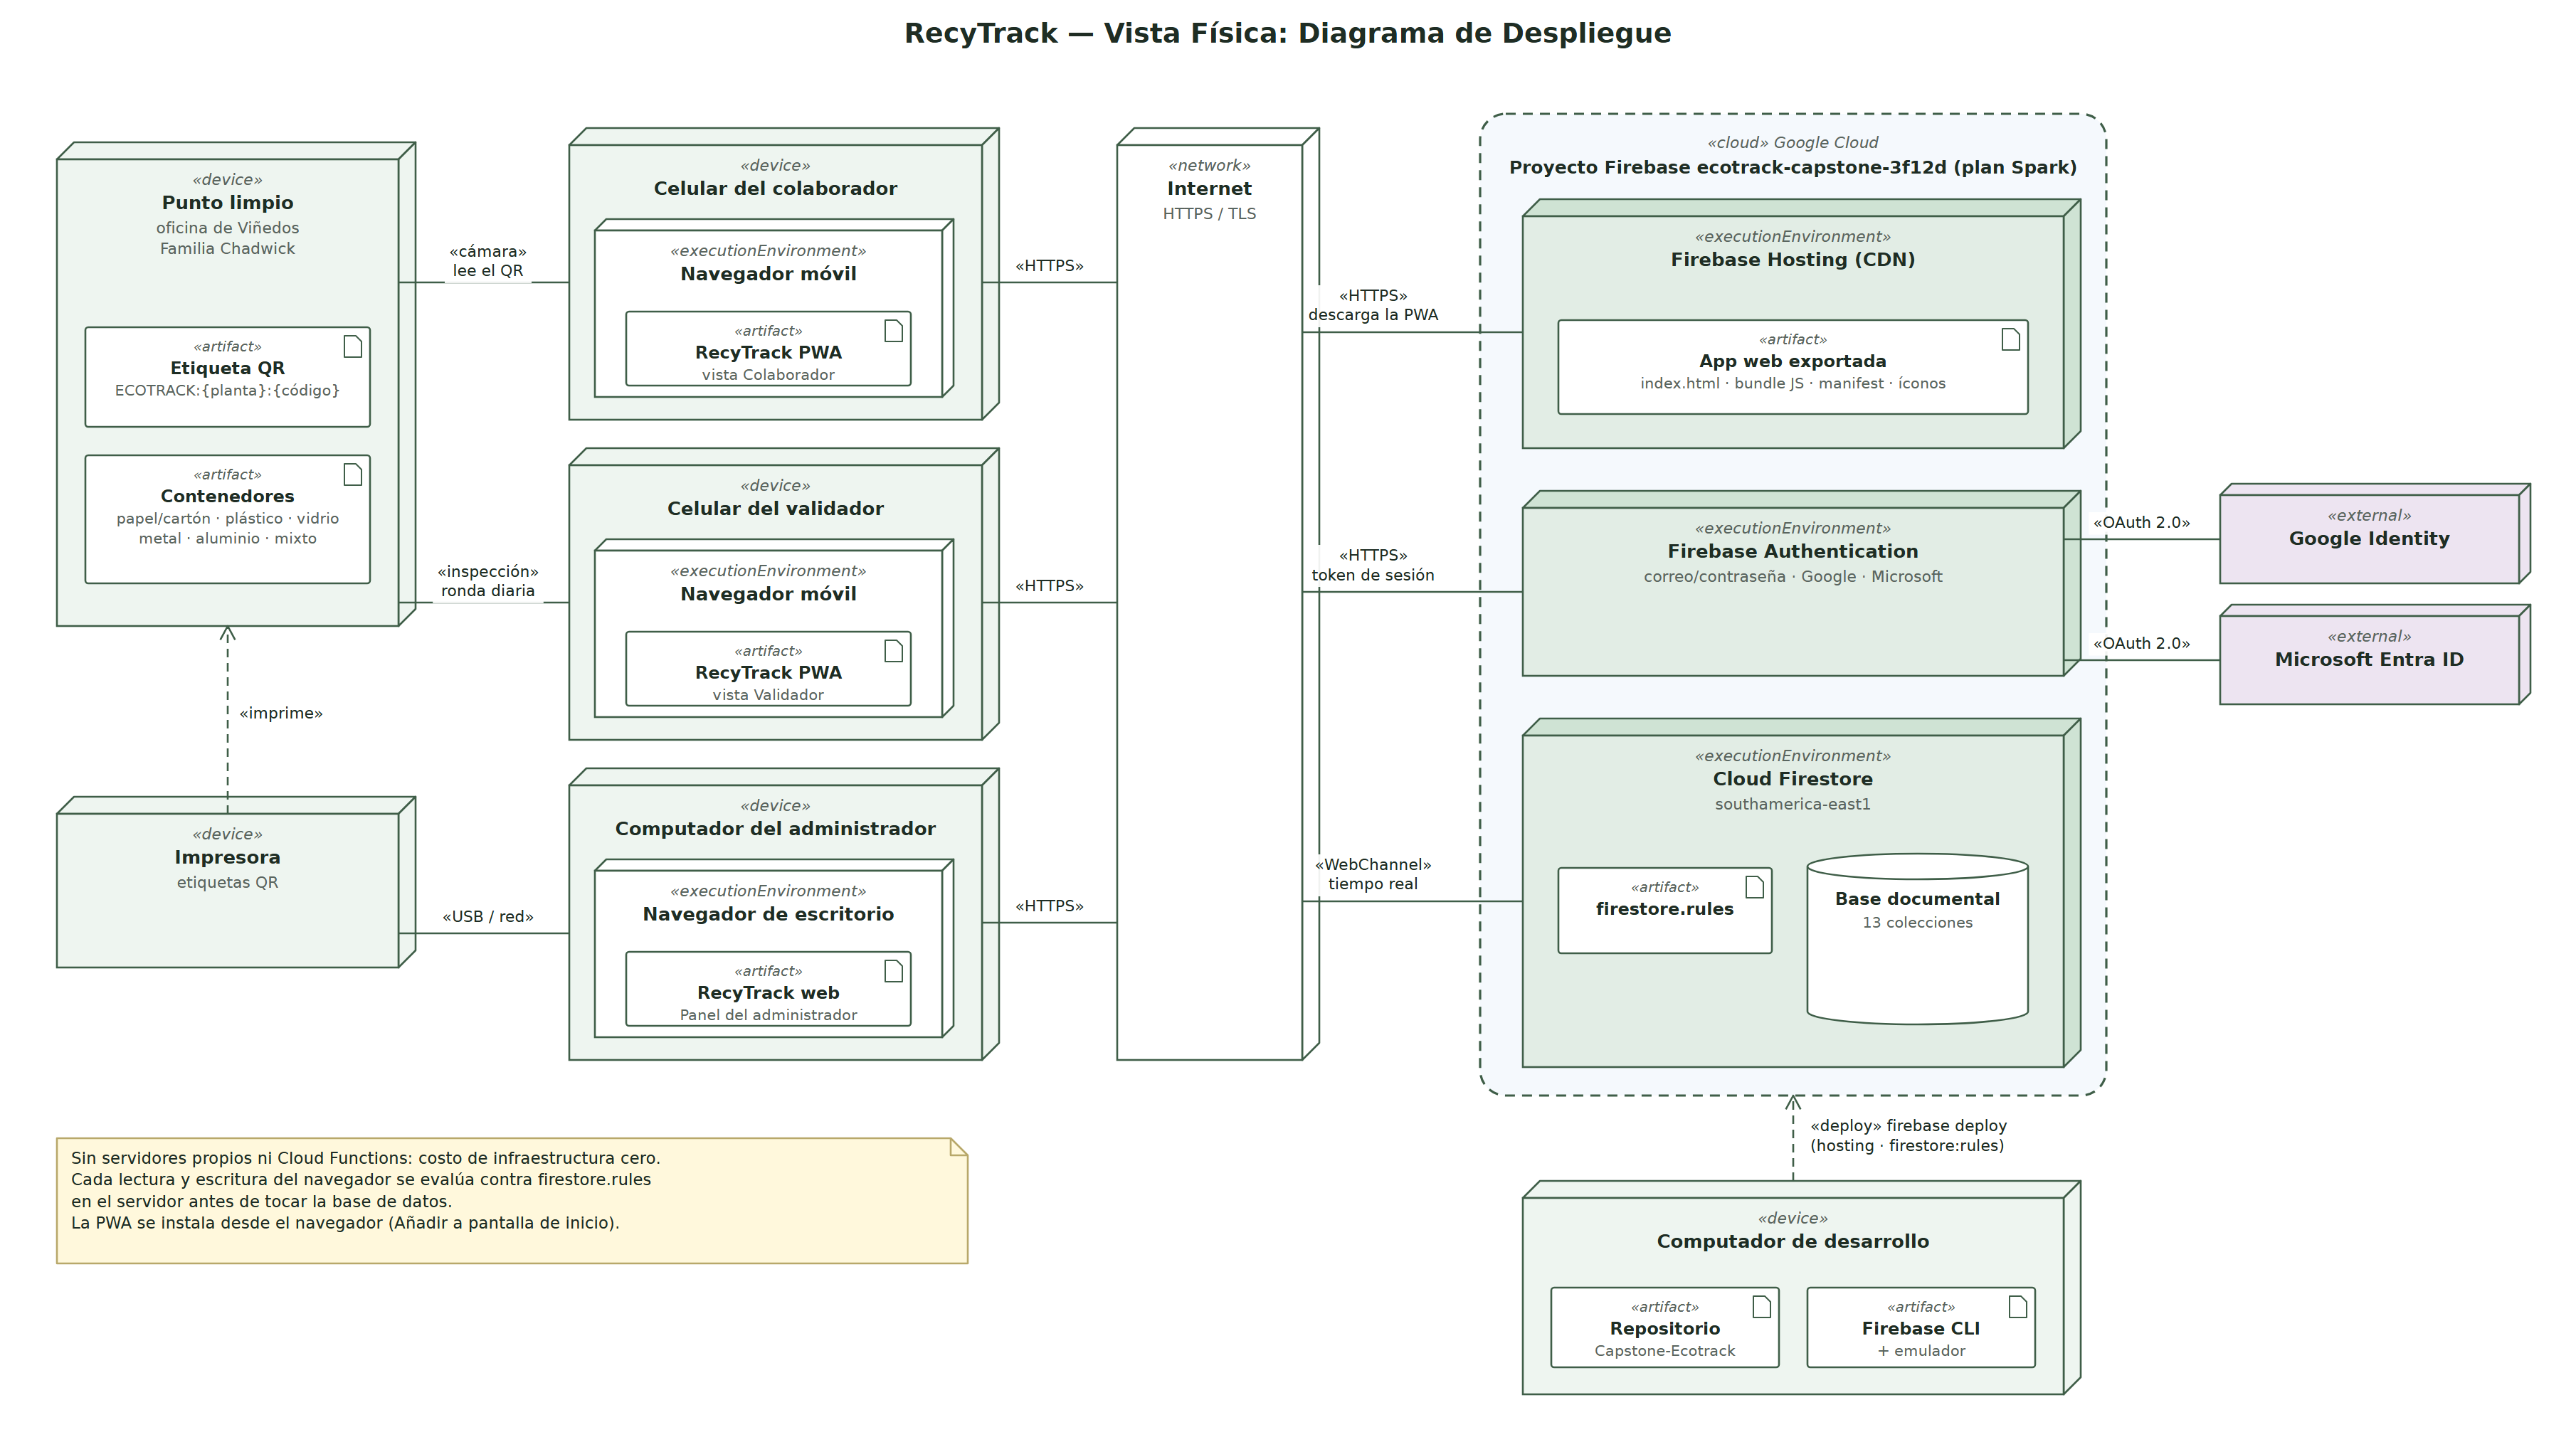 RecyTrack — Vista Física: Diagrama de Despliegue
«device»
Punto limpio
oficina de Viñedos
Familia Chadwick
«artifact»
Etiqueta QR
ECOTRACK:{planta}:{código}
«artifact»
Contenedores
papel/cartón · plástico · vidrio
metal · aluminio · mixto
«imprime»
«device»
Impresora
etiquetas QR
«cámara»
lee el QR
«inspección»
ronda diaria
«USB / red»
«device»
Celular del colaborador
«executionEnvironment»
Navegador móvil
«artifact»
RecyTrack PWA
vista Colaborador
«device»
Celular del validador
«executionEnvironment»
Navegador móvil
«artifact»
RecyTrack PWA
vista Validador
«device»
Computador del administrador
«executionEnvironment»
Navegador de escritorio
«artifact»
RecyTrack web
Panel del administrador
«HTTPS»
«HTTPS»
«HTTPS»
«network»
Internet
HTTPS / TLS
«HTTPS»
descarga la PWA
«HTTPS»
token de sesión
«WebChannel»
tiempo real
«cloud» Google Cloud
Proyecto Firebase ecotrack-capstone-3f12d (plan Spark)
«executionEnvironment»
Firebase Hosting (CDN)
«artifact»
App web exportada
index.html · bundle JS · manifest · íconos
«executionEnvironment»
Firebase Authentication
correo/contraseña · Google · Microsoft
«executionEnvironment»
Cloud Firestore
southamerica-east1
«artifact»
firestore.rules
Base documental
13 colecciones
«OAuth 2.0»
«OAuth 2.0»
«external»
Google Identity
«external»
Microsoft Entra ID
«deploy» firebase deploy
(hosting · firestore:rules)
«device»
Computador de desarrollo
«artifact»
Repositorio
Capstone-Ecotrack
«artifact»
Firebase CLI
+ emulador
Sin servidores propios ni Cloud Functions: costo de infraestructura cero.
Cada lectura y escritura del navegador se evalúa contra firestore.rules
en el servidor antes de tocar la base de datos.
La PWA se instala desde el navegador (Añadir a pantalla de inicio).